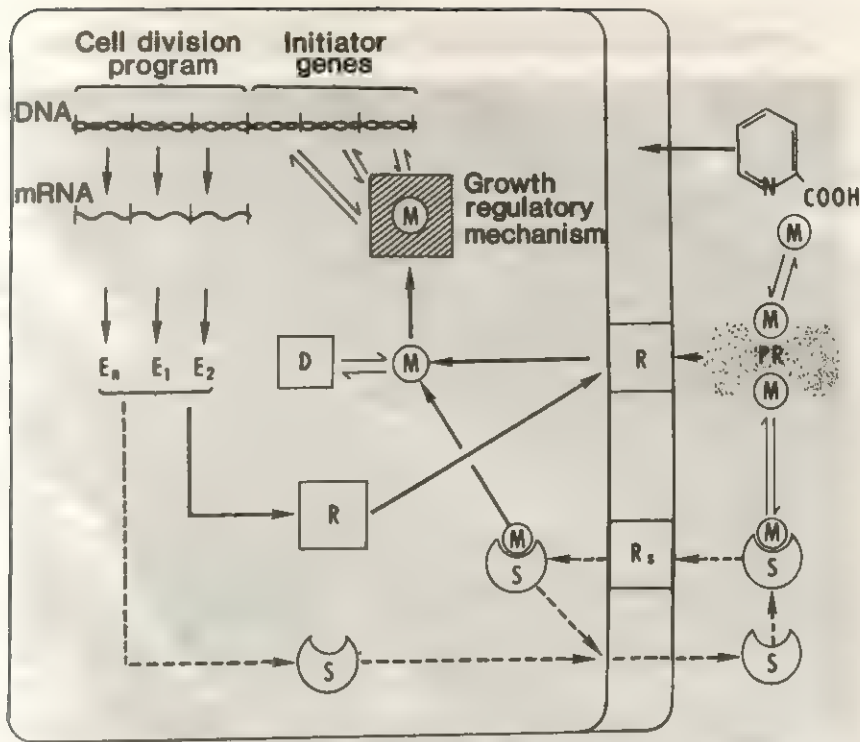 Cell division
program
Initiator
genes
DNA
mRNA
M
Growth
regulatory
mechanism
N
COOH
M
M
PR
M
D
M
R
Eₙ E₁ E₂
R
M
S
Rₛ
M
S
S
S